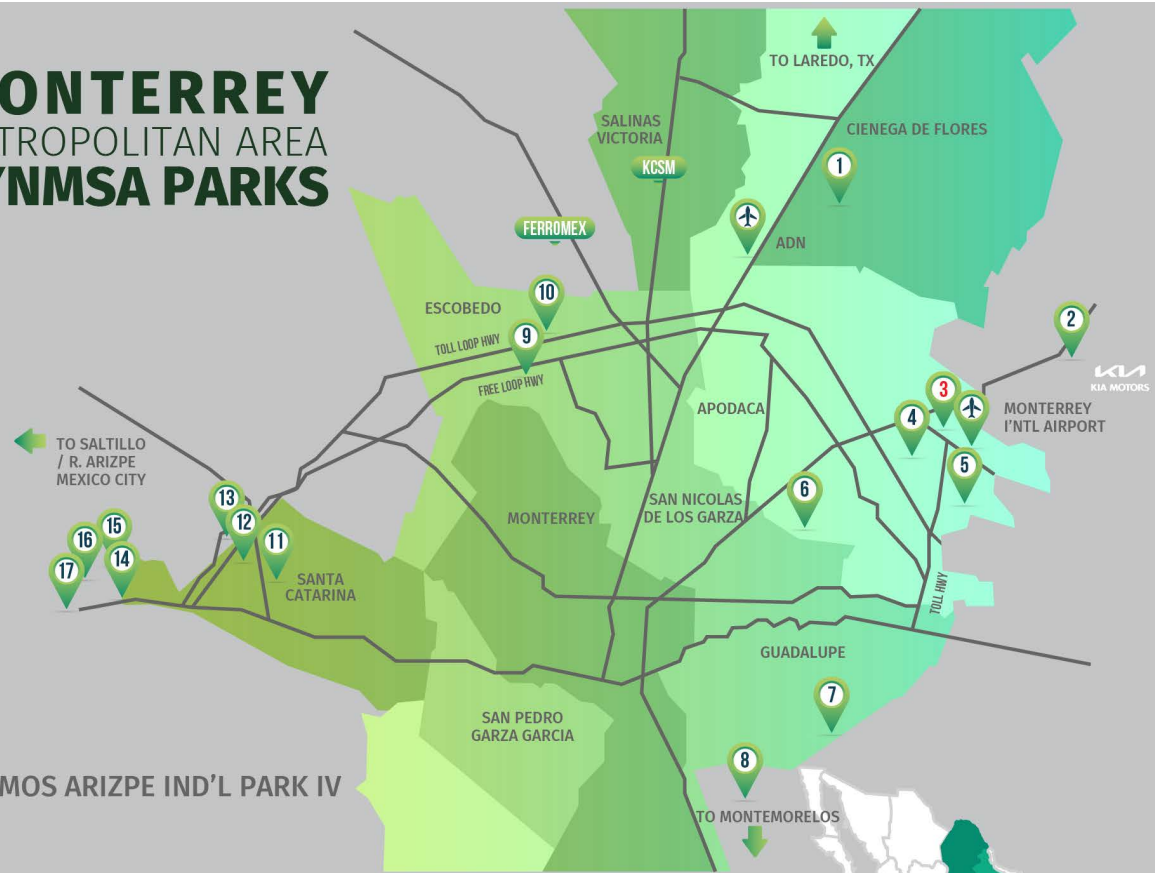 ONTERREY
TROPOLITAN AREA
YNMSA PARKS
TO LAREDO, TX
SALINAS
VICTORIA
CIENEGA DE FLORES
KCSM
1
FERROMEX
ADN
10
ESCOBEDO
2
9
TOLL LOOP HWY
FREE LOOP HWY
KIA
KIA MOTORS
3
4
APODACA
MONTERREY
I'NTL AIRPORT
TO SALTILLO
/ R. ARIZPE
MEXICO CITY
5
6
13
SAN NICOLAS
DE LOS GARZA
MONTERREY
12
15
16
11
14
17
SANTA
CATARINA
TOLL HWY
GUADALUPE
7
SAN PEDRO
GARZA GARCIA
8
MOS ARIZPE IND'L PARK IV
TO MONTEMORELOS